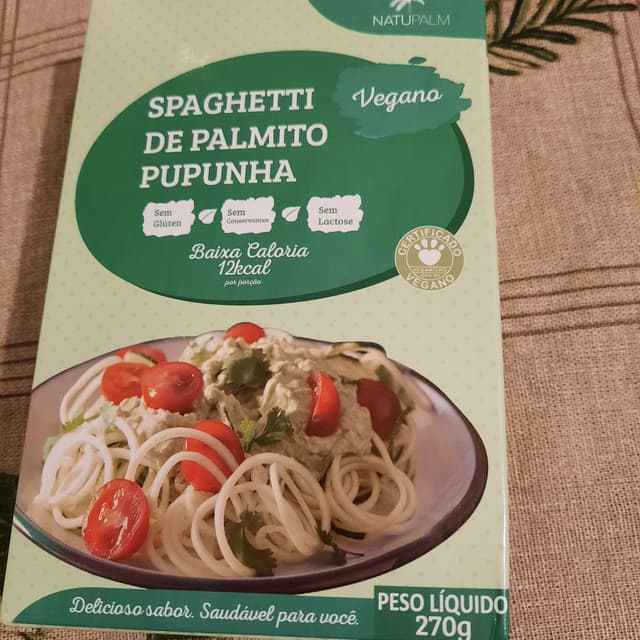 NATUPALM
SPAGHETTI
DE PALMITO
PUPUNHA
Vegano
Sem
Glúten
Sem
Conservantes
Sem
Lactose
Baixa Caloria
12kcal
por porção
CERTIFICADO
VEGANO
Delicioso sabor. Saudável para você.
PESO LÍQUIDO
270g